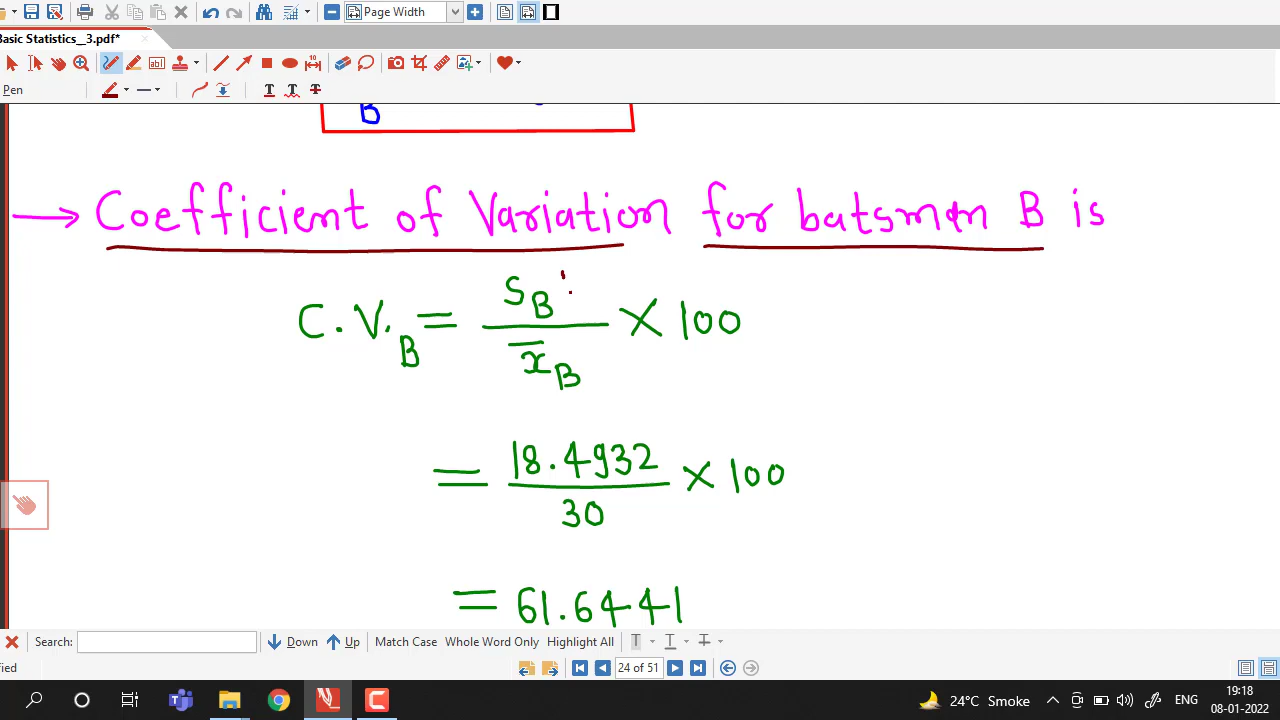 Page Width
Basic Statistics_3.pdf*
Pen
B
→ Coefficient of Variation for batsman B is
C.V.B = SB / x̄B × 100
= 18.4932 / 30 × 100
= 61.6441
Search: Down Up Match Case Whole Word Only Highlight All T T T
fied
24 of 51
24°C Smoke ENG 19:18
08-01-2022